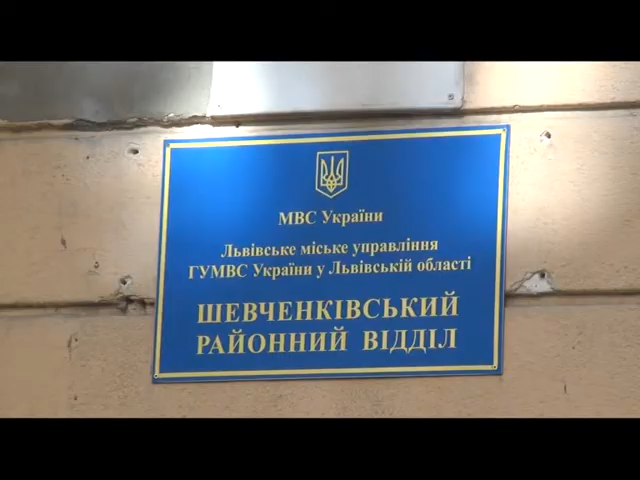 МВС України
Львівське міське управління
ГУМВС України у Львівській області
ШЕВЧЕНКІВСЬКИЙ
РАЙОННИЙ ВІДДІЛ